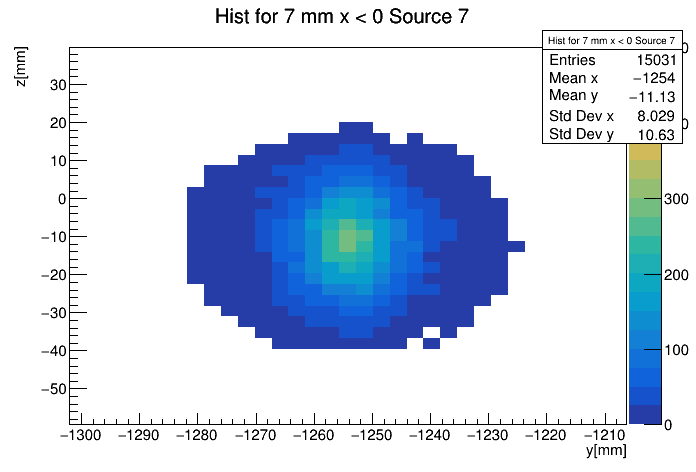 Hist for 7 mm x < 0 Source 7
z[mm]
Hist for 7 mm x < 0 Source 7
Entries 15031
Mean x −1254
Mean y −11.13
Std Dev x 8.029
Std Dev y 10.63
30
20
10
0
−10
−20
−30
−40
−50
−1300 −1290 −1280 −1270 −1260 −1250 −1240 −1230 −1220 −1210
y[mm]
300
200
100
0